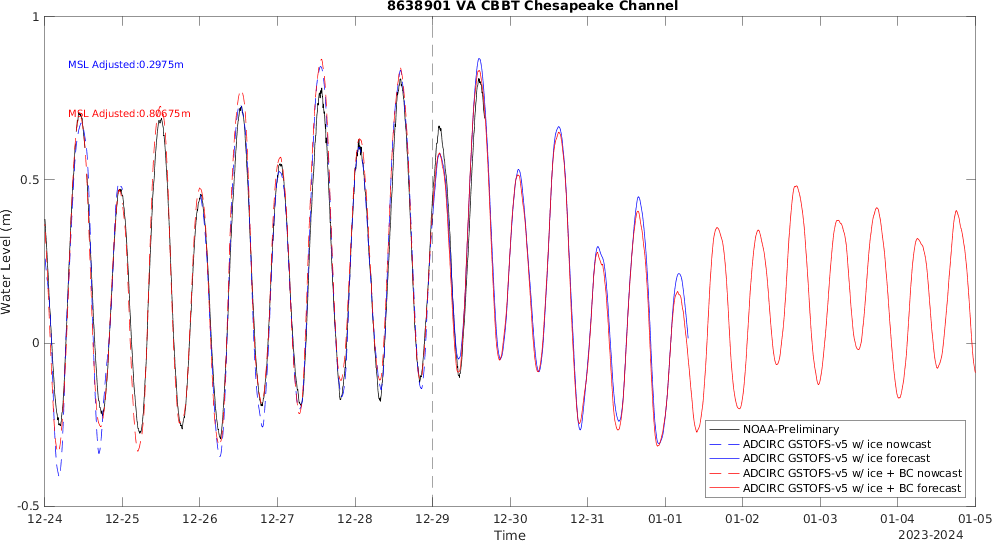 8638901 VA CBBT Chesapeake Channel
1
MSL Adjusted:0.2975m
MSL Adjusted:0.80675m
0.5
Water Level (m)
0
NOAA-Preliminary
ADCIRC GSTOFS-v5 w/ ice nowcast
ADCIRC GSTOFS-v5 w/ ice forecast
ADCIRC GSTOFS-v5 w/ ice + BC nowcast
ADCIRC GSTOFS-v5 w/ ice + BC forecast
-0.5
12-24 12-25 12-26 12-27 12-28 12-29 12-30 12-31 01-01 01-02 01-03 01-04 01-05
Time
2023-2024